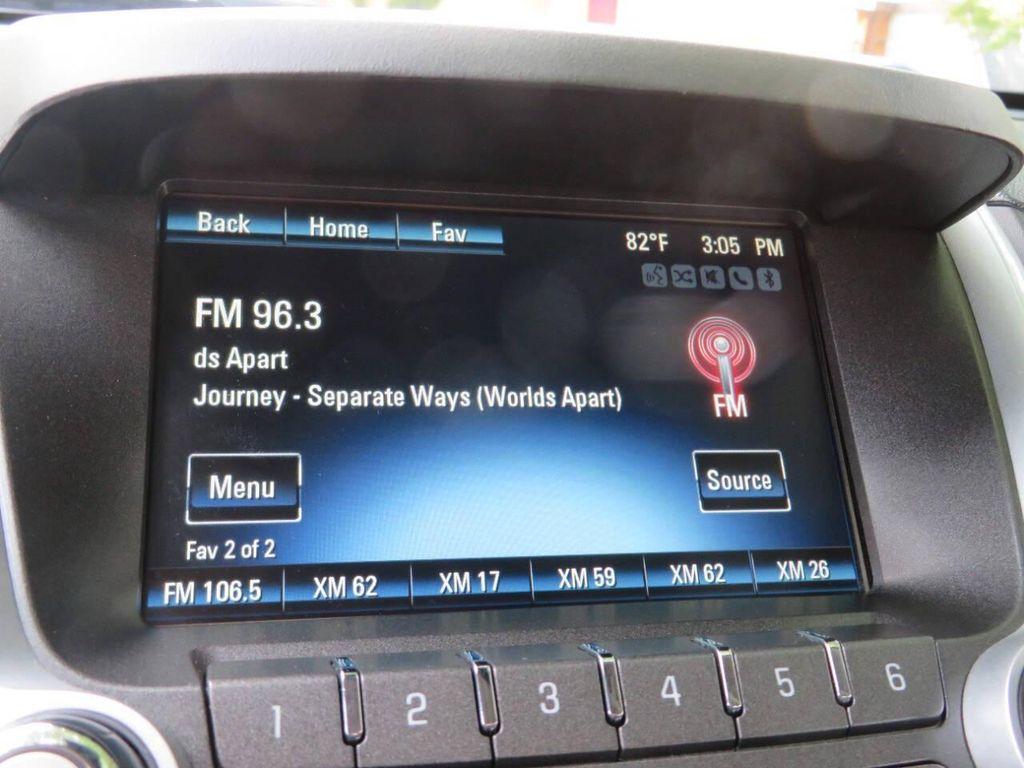 Back Home Fav 82°F 3:05 PM
FM 96.3
ds Apart
Journey - Separate Ways (Worlds Apart)
FM
Menu Source
Fav 2 of 2
FM 106.5 XM 62 XM 17 XM 59 XM 62 XM 26
1 2 3 4 5 6